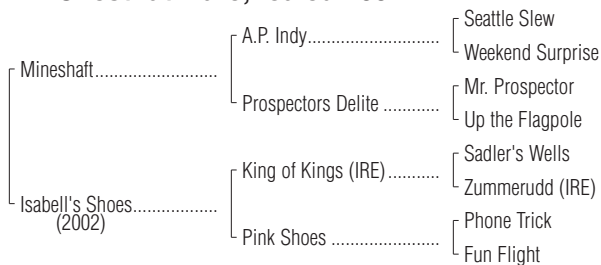 Seattle Slew
A.P. Indy
Weekend Surprise
Mineshaft
Mr. Prospector
Prospectors Delite
Up the Flagpole
Sadler's Wells
King of Kings (IRE)
Zummerudd (IRE)
Isabell's Shoes
(2002)
Phone Trick
Pink Shoes
Fun Flight